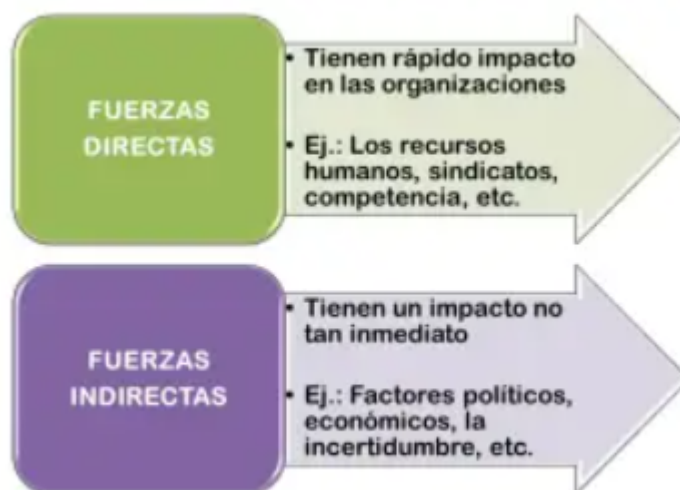 FUERZAS
DIRECTAS
• Tienen rápido impacto
en las organizaciones
• Ej.: Los recursos
humanos, sindicatos,
competencia, etc.
FUERZAS
INDIRECTAS
• Tienen un impacto no
tan inmediato
• Ej.: Factores políticos,
económicos, la
incertidumbre, etc.